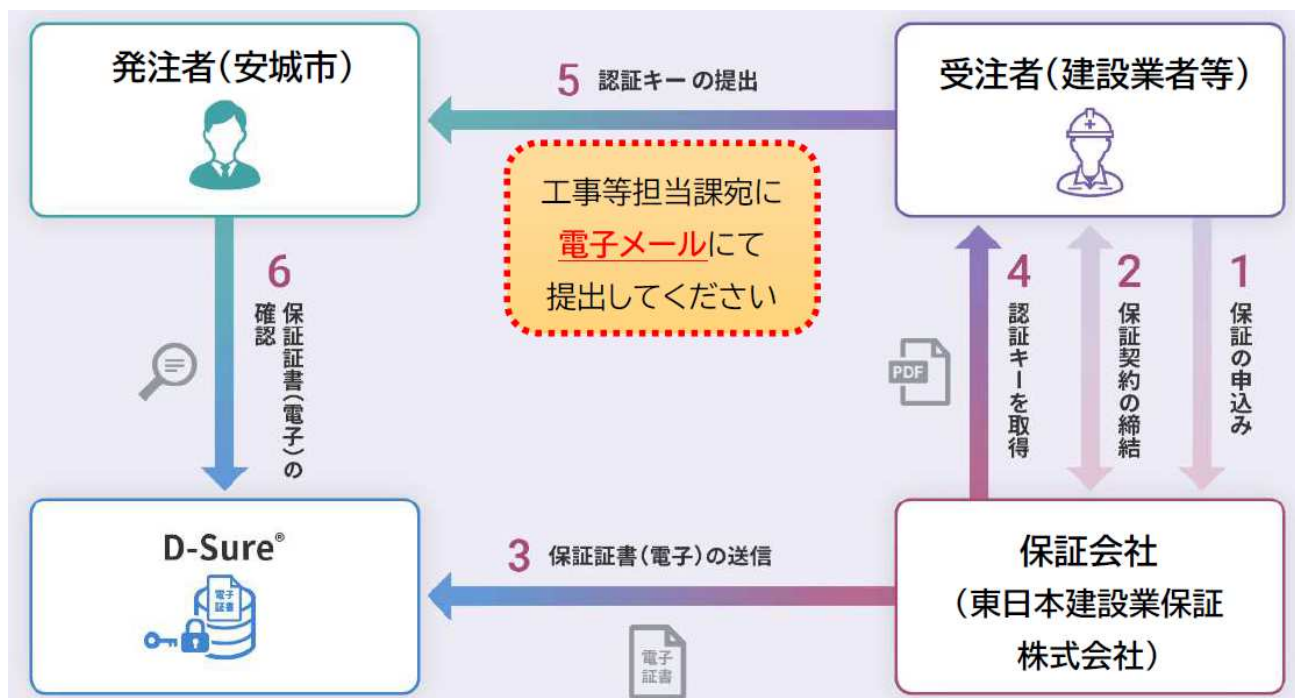 発注者(安城市)
5 認証キーの提出
受注者(建設業者等)
工事等担当課宛に
電子メールにて
提出してください
6
保証証書(電子)の
確認
4
認証キーを取得
PDF
2
保証契約の締結
1
保証の申込み
D-Sure®
電子
証書
3 保証証書(電子)の送信
電子
証書
保証会社
(東日本建設業保証
株式会社)